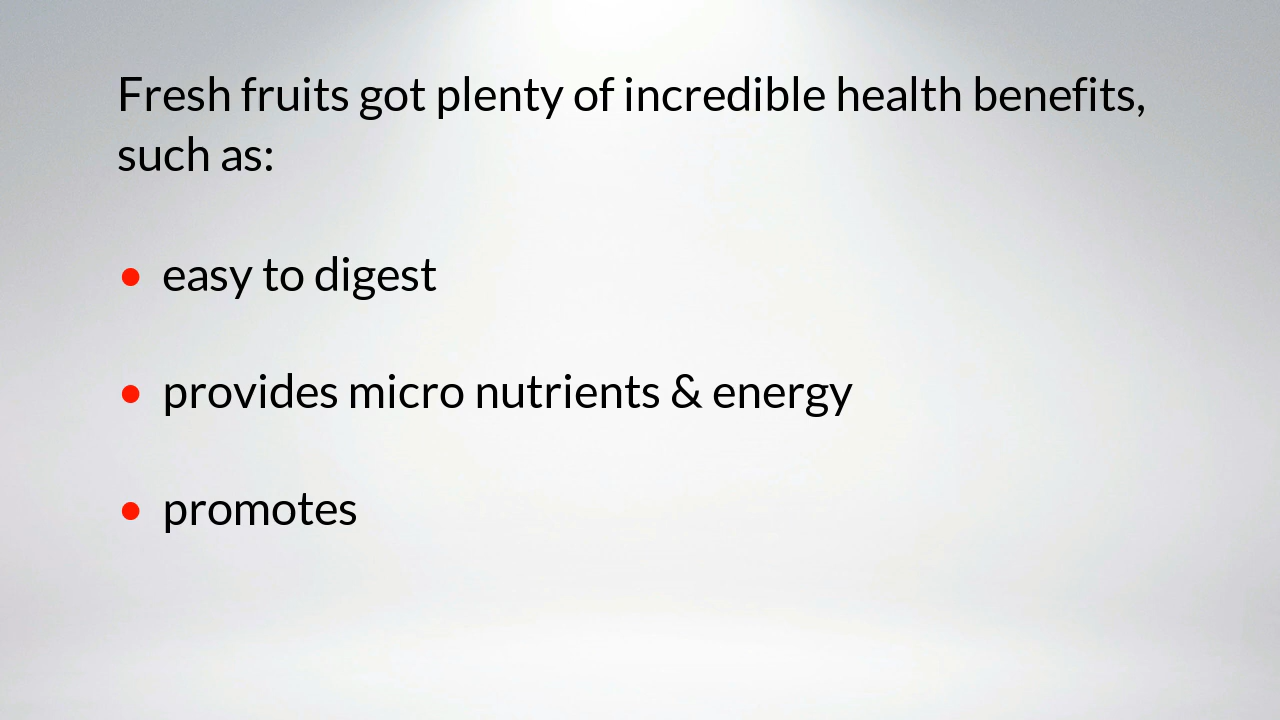 Fresh fruits got plenty of incredible health benefits,
such as:
• easy to digest
• provides micro nutrients & energy
• promotes